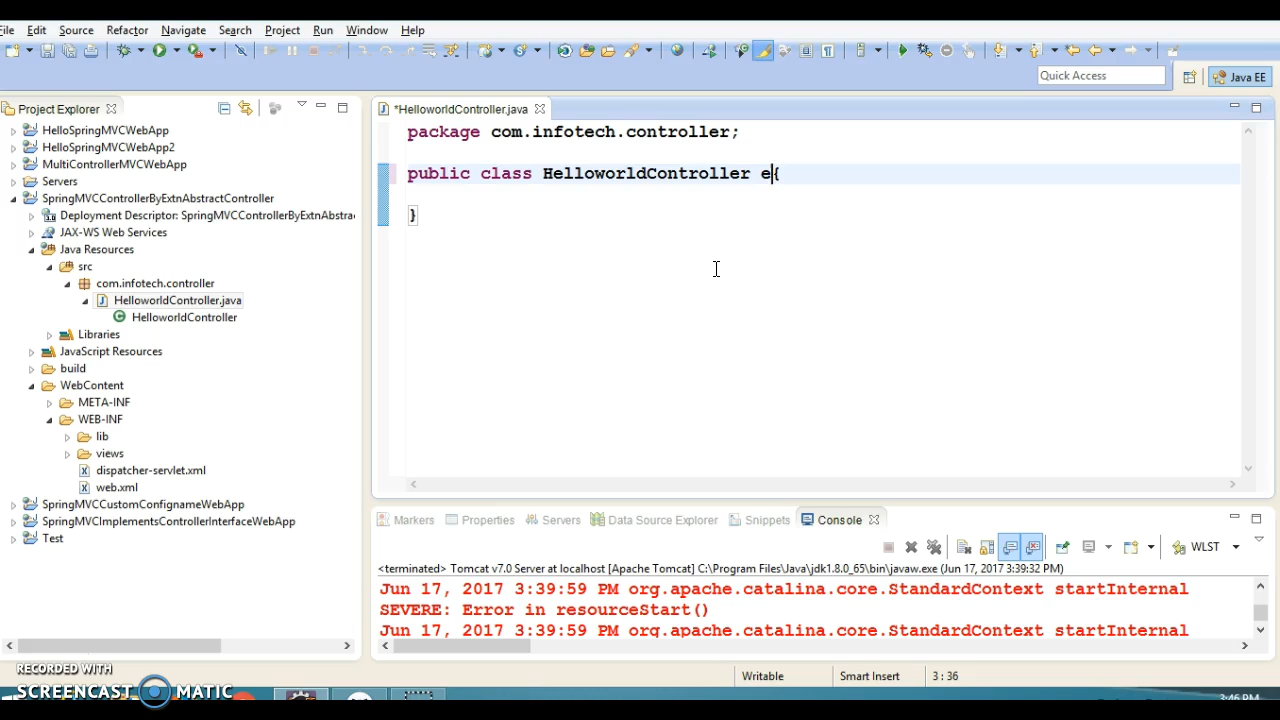 File Edit Source Refactor Navigate Search Project Run Window Help
Quick Access
Java EE
Project Explorer
HelloSpringMVCWebApp
HelloSpringMVCWebApp2
MultiControllerMVCWebApp
Servers
SpringMVCControllerByExtnAbstractController
Deployment Descriptor: SpringMVCControllerByExtnAbstra
JAX-WS Web Services
Java Resources
src
com.infotech.controller
HelloworldController.java
HelloworldController
Libraries
JavaScript Resources
build
WebContent
META-INF
WEB-INF
lib
views
dispatcher-servlet.xml
web.xml
SpringMVCCustomConfignameWebApp
SpringMVCImplementsControllerInterfaceWebApp
Test
*HelloworldController.java
package com.infotech.controller;
public class HelloworldController e{
}
Markers Properties Servers Data Source Explorer Snippets Console
WLST
<terminated> Tomcat v7.0 Server at localhost [Apache Tomcat] C:\Program Files\Java\jdk1.8.0_65\bin\javaw.exe (Jun 17, 2017 3:39:32 PM)
Jun 17, 2017 3:39:59 PM org.apache.catalina.core.StandardContext startInternal
SEVERE: Error in resourceStart()
Jun 17, 2017 3:39:59 PM org.apache.catalina.core.StandardContext startInternal
Writable Smart Insert 3 : 36
RECORDED WITH
SCREENCAST MATIC
3:46 PM